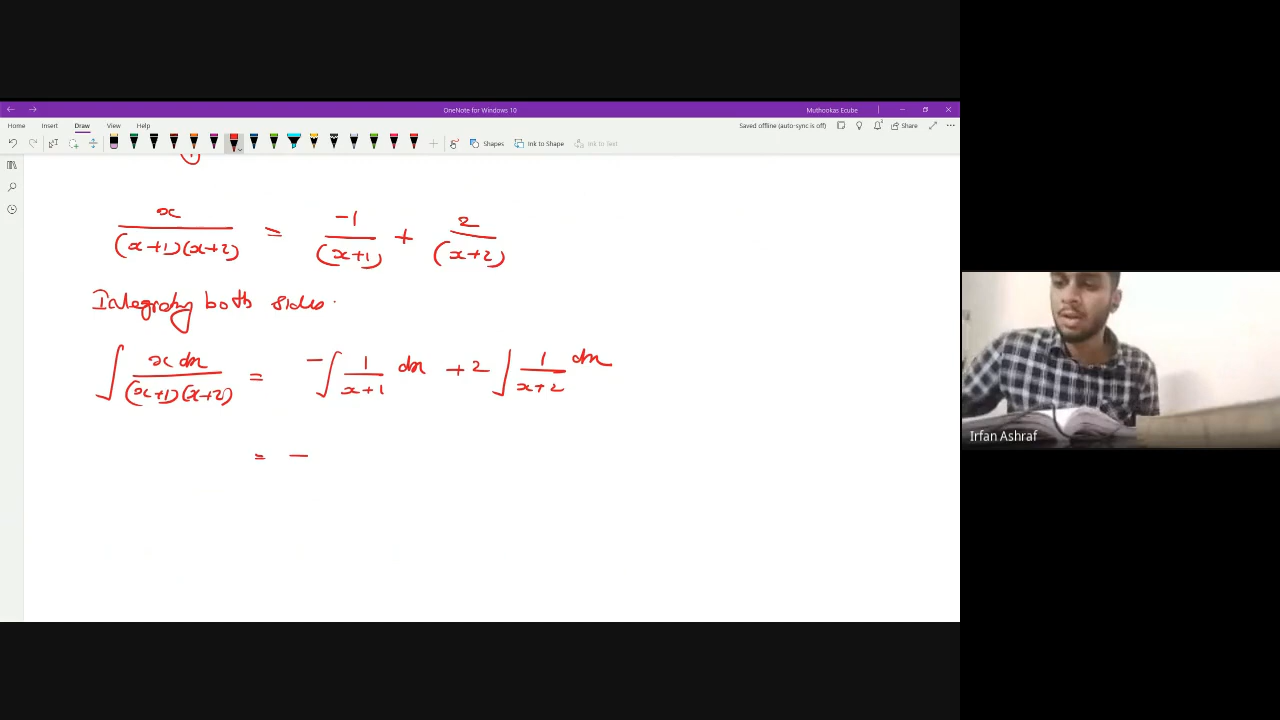 OneNote for Windows 10
Muthookas Ecube
Home Insert Draw View Help
Saved offline (auto-sync is off) Share
Shapes Ink to Shape Ink to Text
x/((x+1)(x+2)) = -1/(x+1) + 2/(x+2)
Integrating both sides.
∫ x dx/((x+1)(x+2)) = -∫ 1/(x+1) dx + 2 ∫ 1/(x+2) dx
= -
Irfan Ashraf